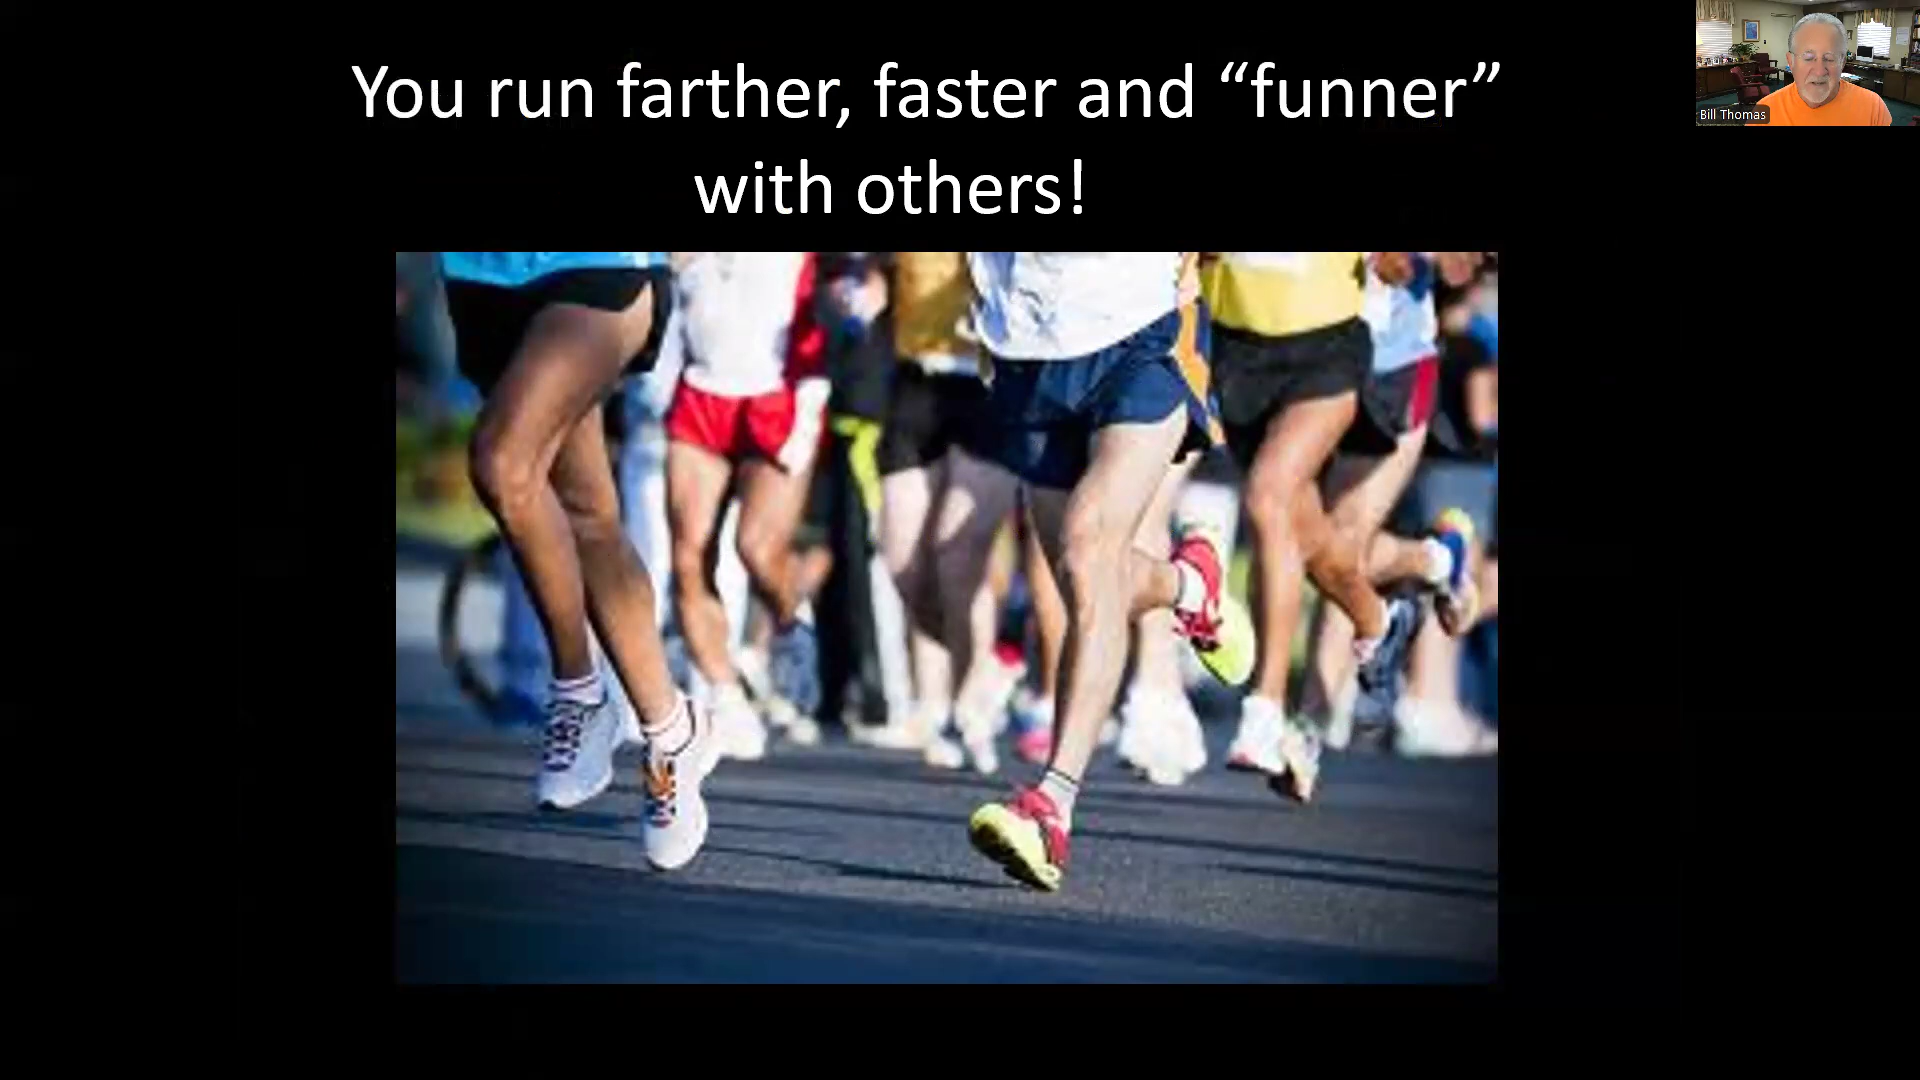 You run farther, faster and “funner”
with others!
Bill Thomas